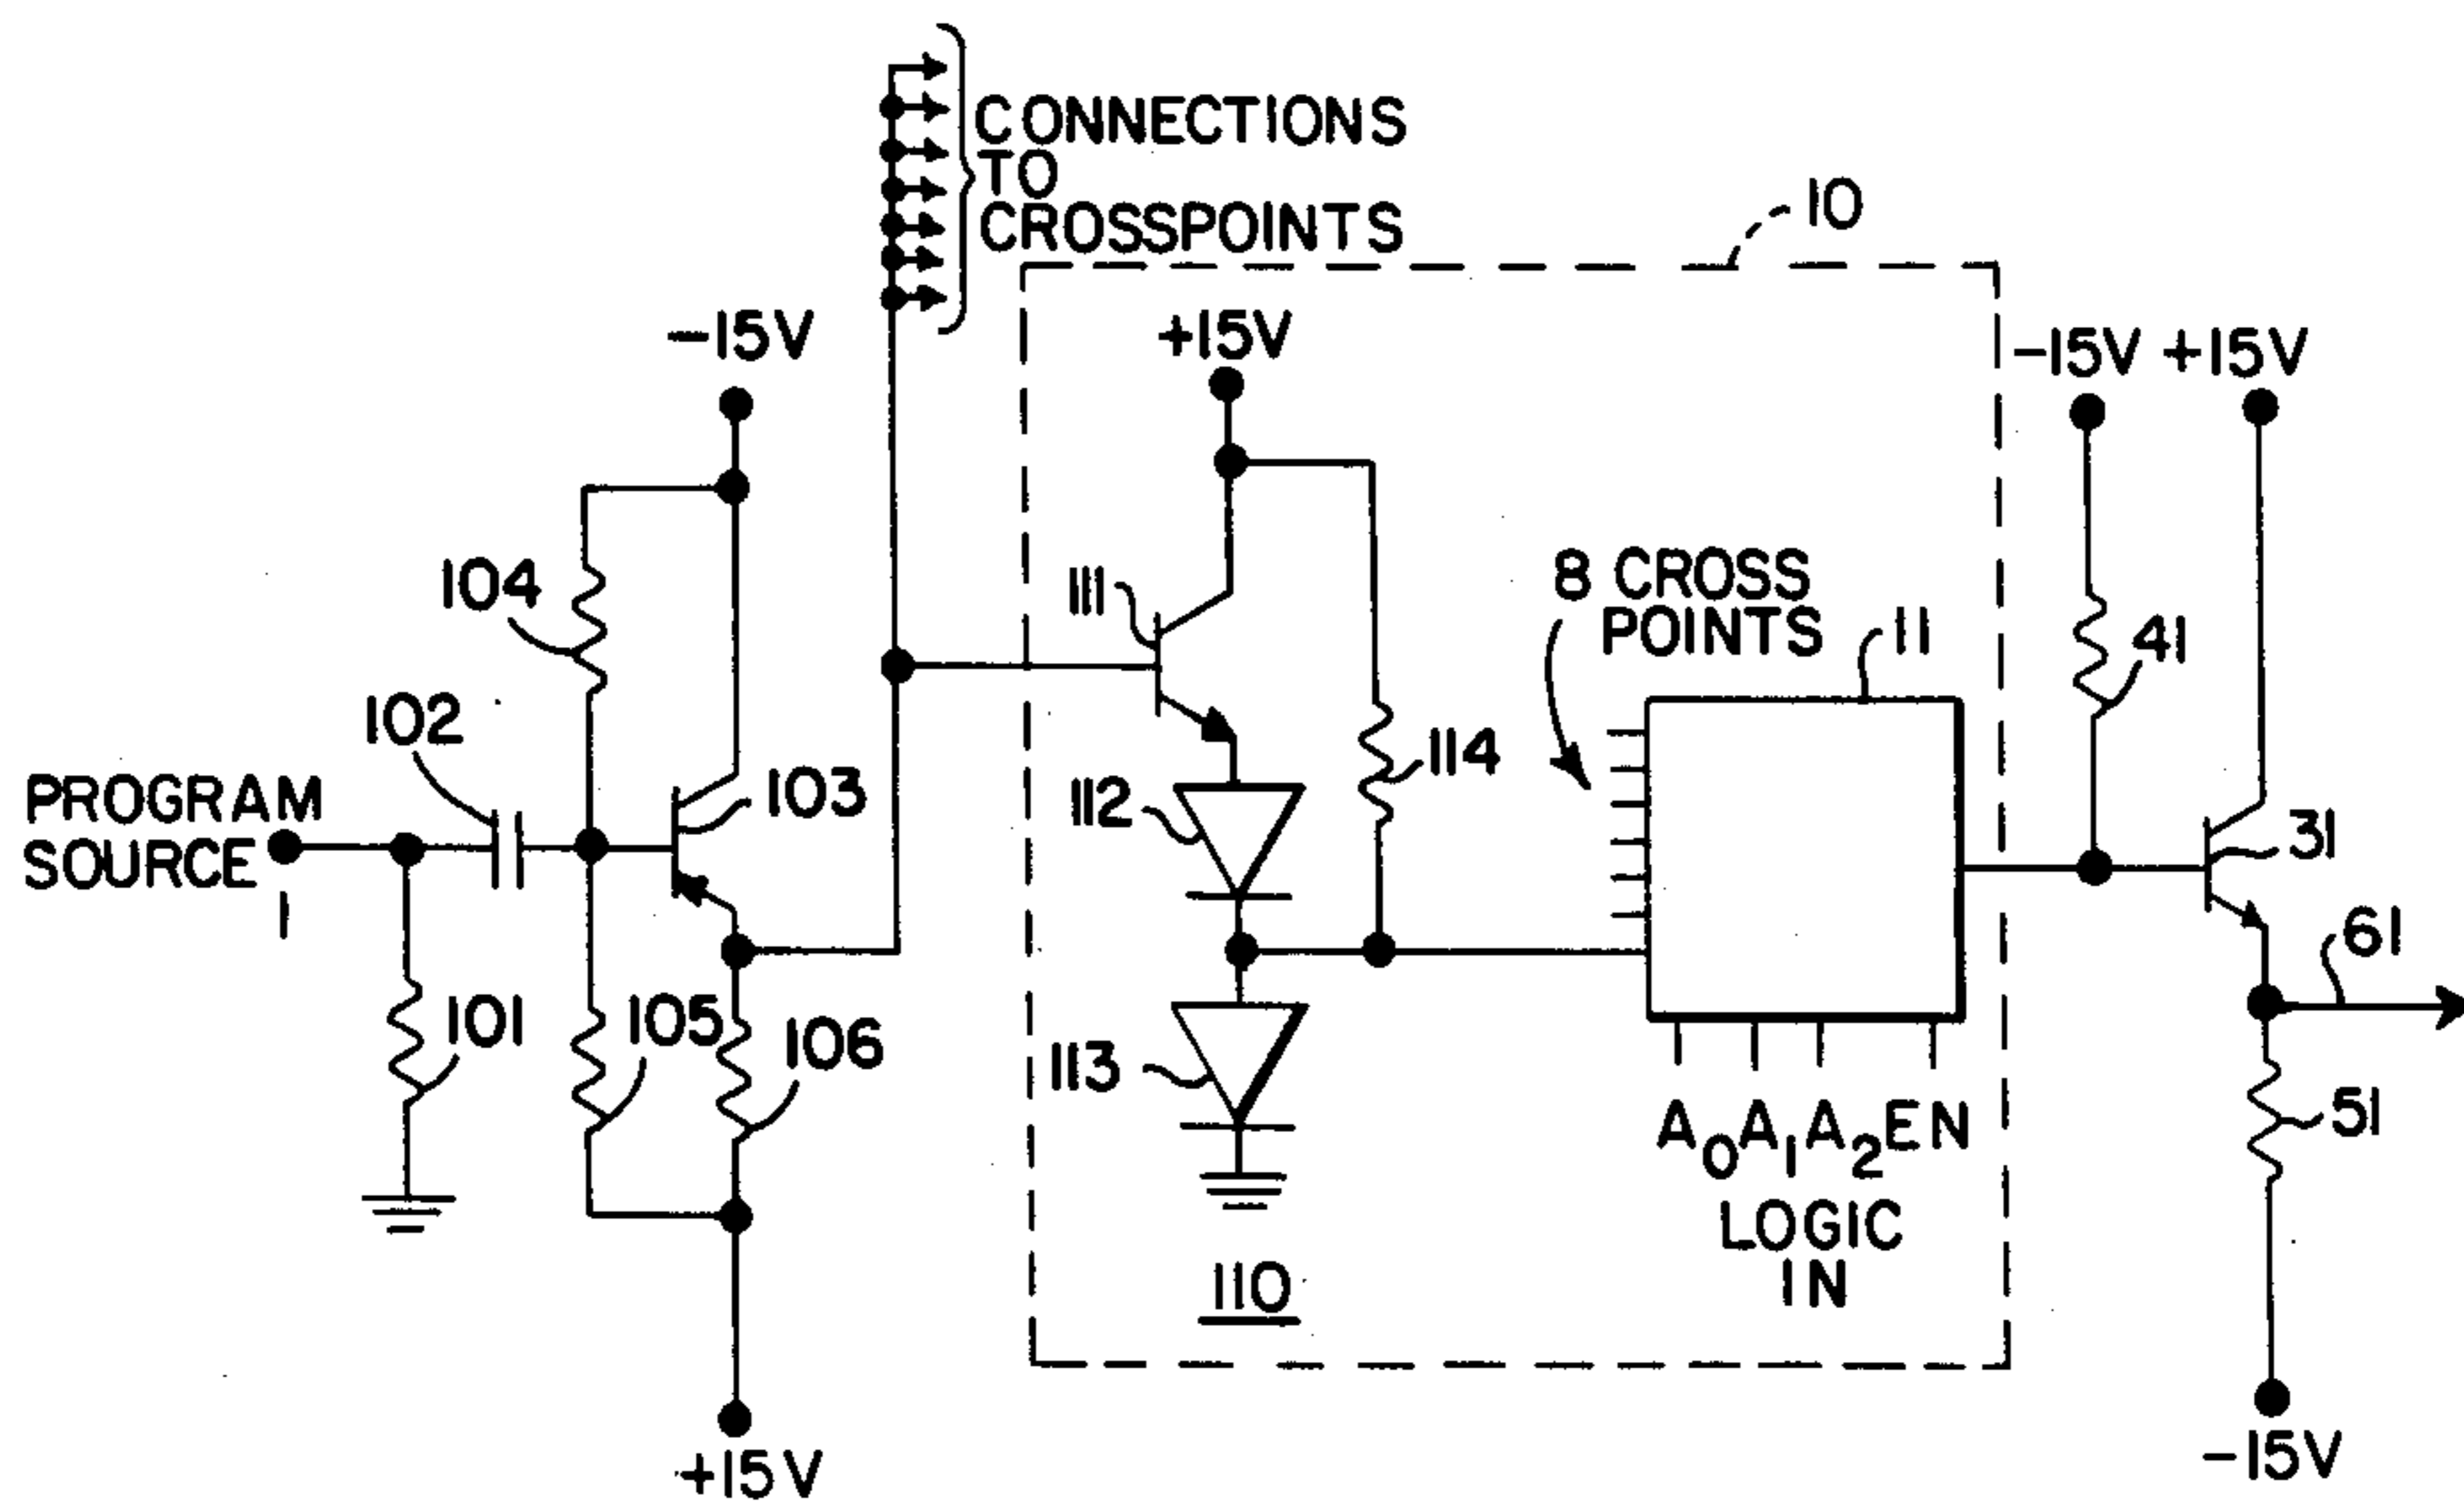 CONNECTIONS
TO
CROSSPOINTS
10
-15V
+15V
-15V +15V
104
111
8 CROSS
POINTS
11
41
102
114
PROGRAM
SOURCE
1
103
112
31
61
101
105
106
113
A0A1A2EN
LOGIC
IN
51
110
+15V
-15V